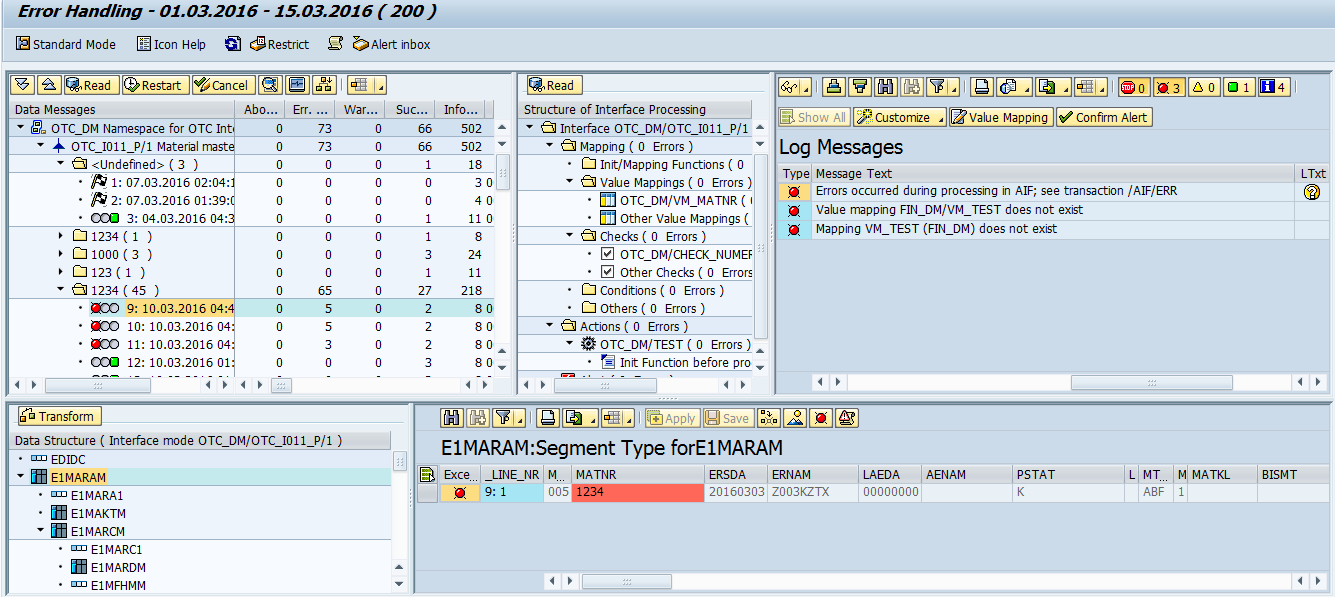 Error Handling - 01.03.2016 - 15.03.2016 ( 200 )
Standard Mode Icon Help Restrict Alert inbox
Read Restart Cancel
Data Messages Abo... Err. ... War... Suc... Info...
OTC_DM Namespace for OTC Inte 0 73 0 66 502
OTC_I011_P/1 Material maste 0 73 0 66 502
<Undefined> ( 3 ) 0 0 0 1 18
1: 07.03.2016 02:04:1 0 0 0 0 3 0
2: 07.03.2016 01:39:0 0 0 0 0 4 0
3: 04.03.2016 04:3 0 0 0 1 11 0
1234 ( 1 ) 0 0 0 1 8
1000 ( 3 ) 0 0 0 3 24
123 ( 1 ) 0 0 0 1 11
1234 ( 45 ) 0 65 0 27 218
9: 10.03.2016 04:4 0 5 0 2 8 0
10: 10.03.2016 04: 0 5 0 2 8 0
11: 10.03.2016 04: 0 3 0 2 8 0
12: 10.03.2016 01: 0 0 0 3 8 0
Read
Structure of Interface Processing
Interface OTC_DM/OTC_I011_P/1
Mapping ( 0 Errors )
Init/Mapping Functions ( 0
Value Mappings ( 0 Errors )
OTC_DM/VM_MATNR (
Other Value Mappings (
Checks ( 0 Errors )
OTC_DM/CHECK_NUMER
Other Checks ( 0 Errors
Conditions ( 0 Errors )
Others ( 0 Errors )
Actions ( 0 Errors )
OTC_DM/TEST ( 0 Errors )
Init Function before pro
0 3 0 1 4
Show All Customize Value Mapping Confirm Alert
Log Messages
Type Message Text LTxt
Errors occurred during processing in AIF; see transaction /AIF/ERR
Value mapping FIN_DM/VM_TEST does not exist
Mapping VM_TEST (FIN_DM) does not exist
Transform
Data Structure ( Interface mode OTC_DM/OTC_I011_P/1 )
EDIDC
E1MARAM
E1MARA1
E1MAKTM
E1MARCM
E1MARC1
E1MARDM
E1MFHMM
Apply Save
E1MARAM:Segment Type forE1MARAM
Exce... _LINE_NR M... MATNR ERSDA ERNAM LAEDA AENAM PSTAT L MT... M MATKL BISMT
9: 1 005 1234 20160303 Z003KZTX 00000000 K ABF 1